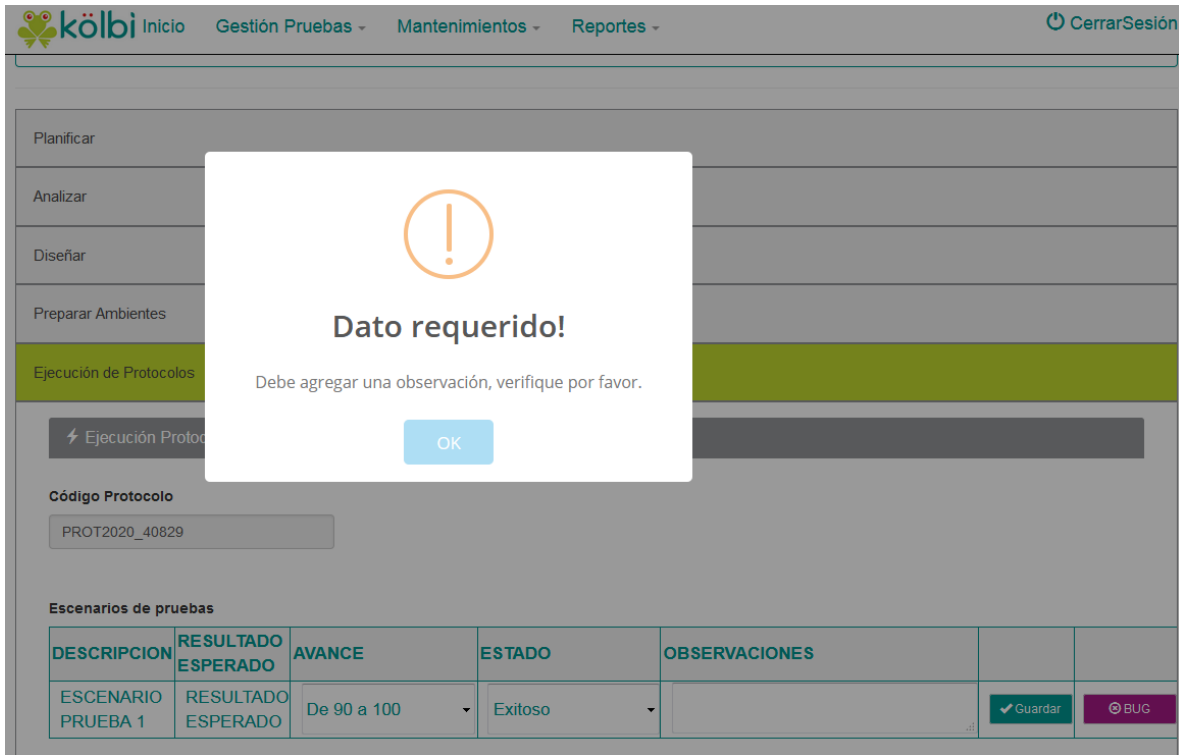 kölbi Inicio Gestión Pruebas Mantenimientos Reportes CerrarSesión
Planificar
Analizar
Diseñar
Preparar Ambientes
Ejecución de Protocolos
Dato requerido!
Debe agregar una observación, verifique por favor.
OK
Ejecución Protoc
Código Protocolo
PROT2020_40829
Escenarios de pruebas
DESCRIPCION RESULTADO ESPERADO AVANCE ESTADO OBSERVACIONES
ESCENARIO PRUEBA 1 RESULTADO ESPERADO De 90 a 100 Exitoso Guardar BUG